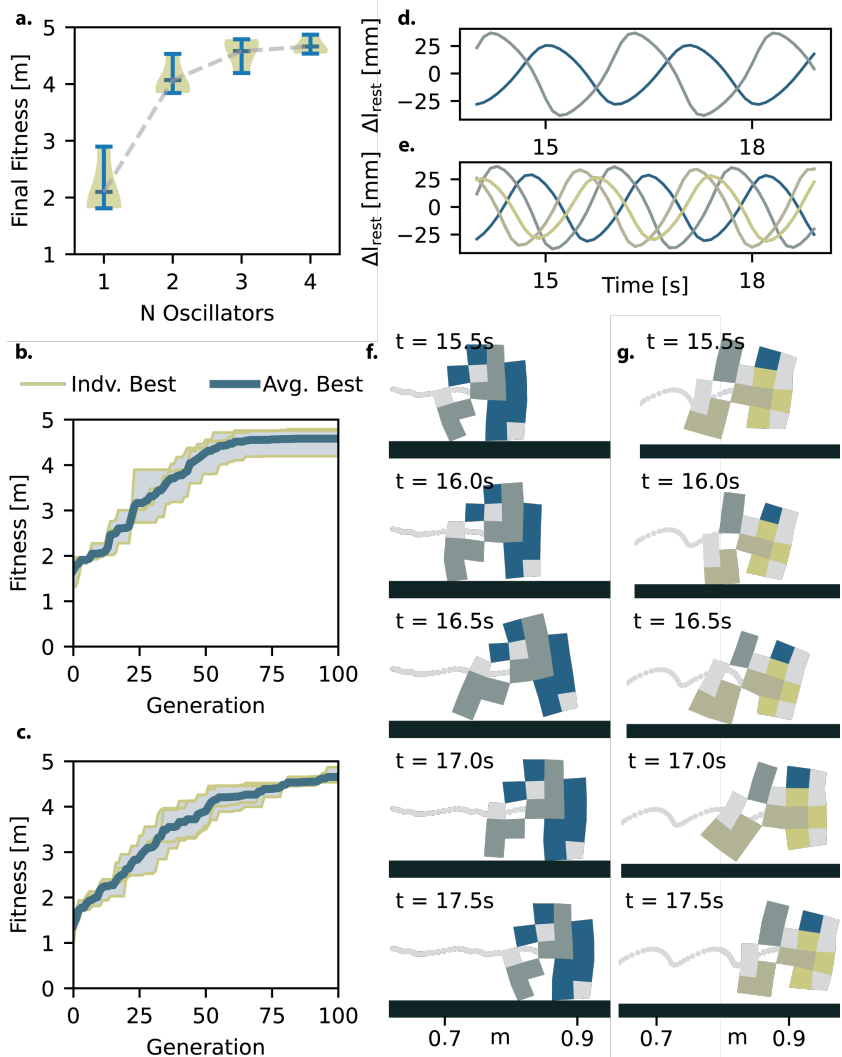 a.
Final Fitness [m]
5
4
3
2
1
1 2 3 4
N Oscillators
b.
Indv. Best Avg. Best
Fitness [m]
5
4
3
2
1
0
0 25 50 75 100
Generation
c.
Fitness [m]
5
4
3
2
1
0
0 25 50 75 100
Generation
d.
Δlrest [mm]
25
0
−25
15 18
e.
Δlrest [mm]
25
0
−25
15 18
Time [s]
f.
t = 15.5s
t = 16.0s
t = 16.5s
t = 17.0s
t = 17.5s
0.7 m 0.9
g.
t = 15.5s
t = 16.0s
t = 16.5s
t = 17.0s
t = 17.5s
0.7 m 0.9